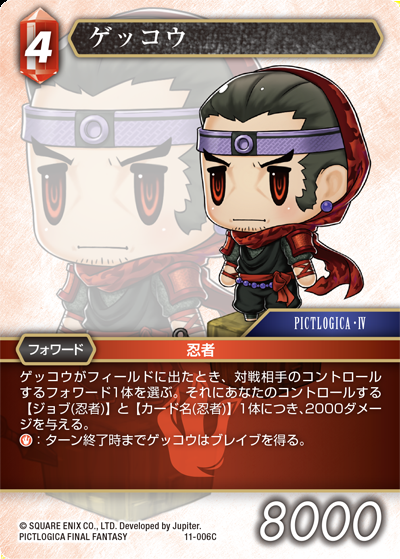 4
ゲッコウ
PICTLOGICA・IV
フォワード
忍者
ゲッコウがフィールドに出たとき、対戦相手のコントロール
するフォワード1体を選ぶ。それにあなたのコントロールする
【ジョブ(忍者)】と【カード名(忍者)】1体につき、2000ダメー
ジを与える。
：ターン終了時までゲッコウはブレイブを得る。
© SQUARE ENIX CO., LTD. Developed by Jupiter.
PICTLOGICA FINAL FANTASY
11-006C
8000